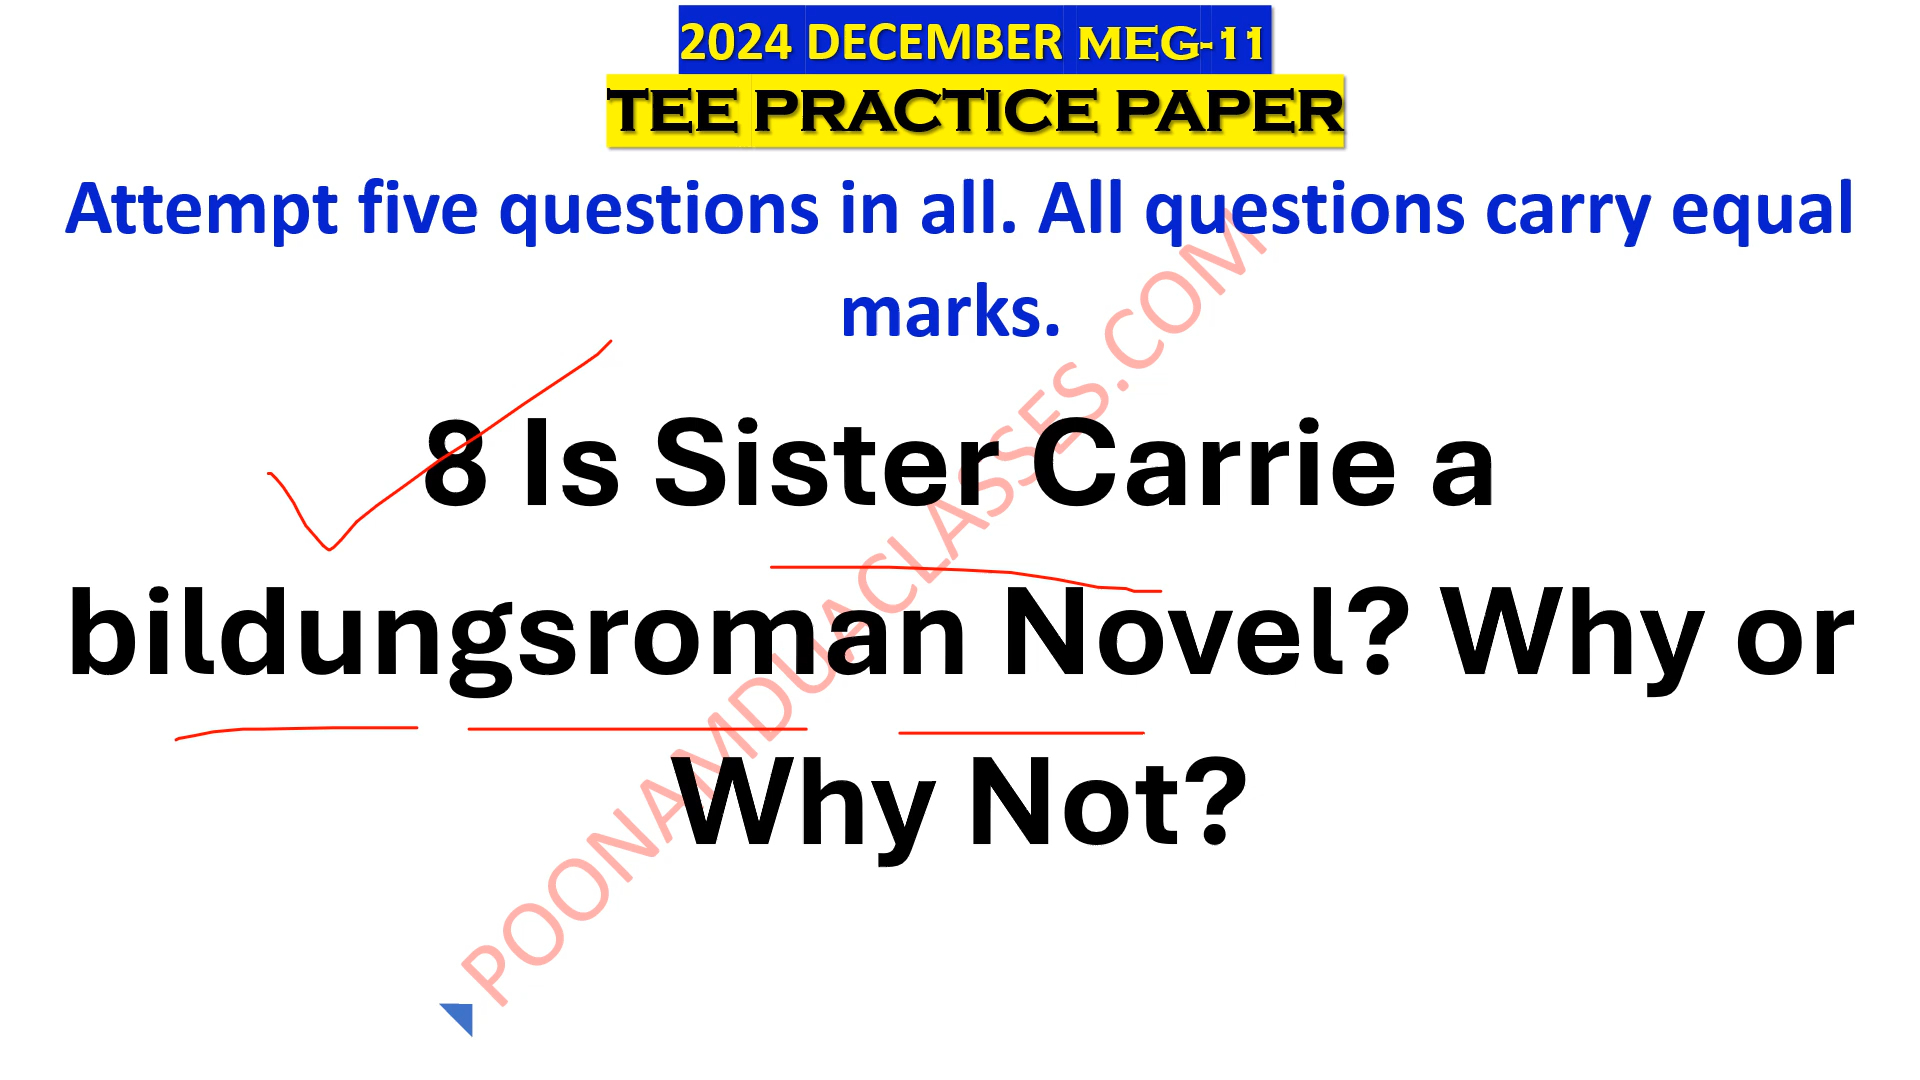 2024 DECEMBER MEG-11
TEE PRACTICE PAPER
Attempt five questions in all. All questions carry equal
marks.
8 Is Sister Carrie a
bildungsroman Novel? Why or
Why Not?
POONAMDUACLASSES.COM